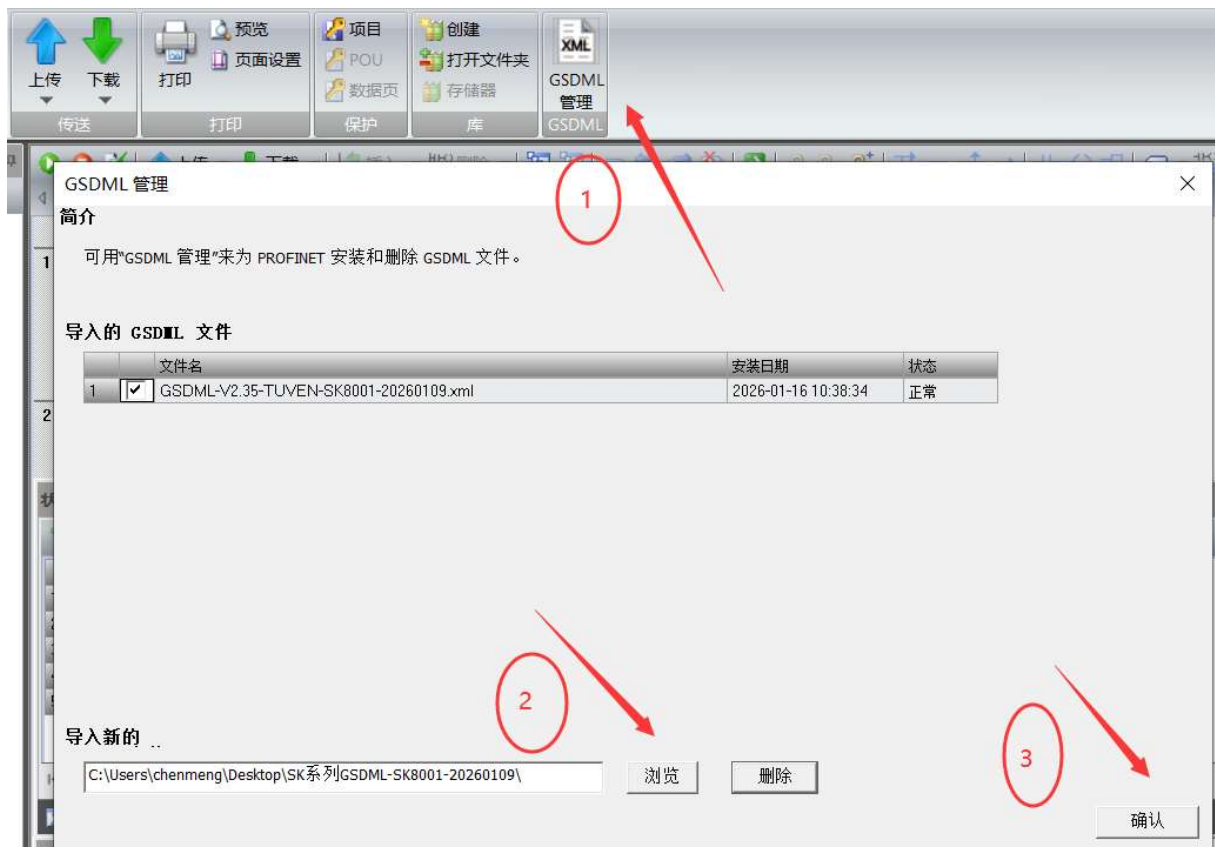 预览
项目
创建
页面设置
POU
打开文件夹
XML
上传
下载
打印
数据页
存储器
GSDML
管理
传送
打印
保护
库
GSDML
GSDML 管理
1
简介
可用“GSDML 管理”来为 PROFINET 安装和删除 GSDML 文件。
1
导入的 GSDML 文件
文件名
安装日期
状态
1
GSDML-V2.35-TUVEN-SK8001-20260109.xml
2026-01-16 10:38:34
正常
2
2
3
导入新的 ..
C:\Users\chenmeng\Desktop\SK系列GSDML-SK8001-20260109\
浏览
删除
确认